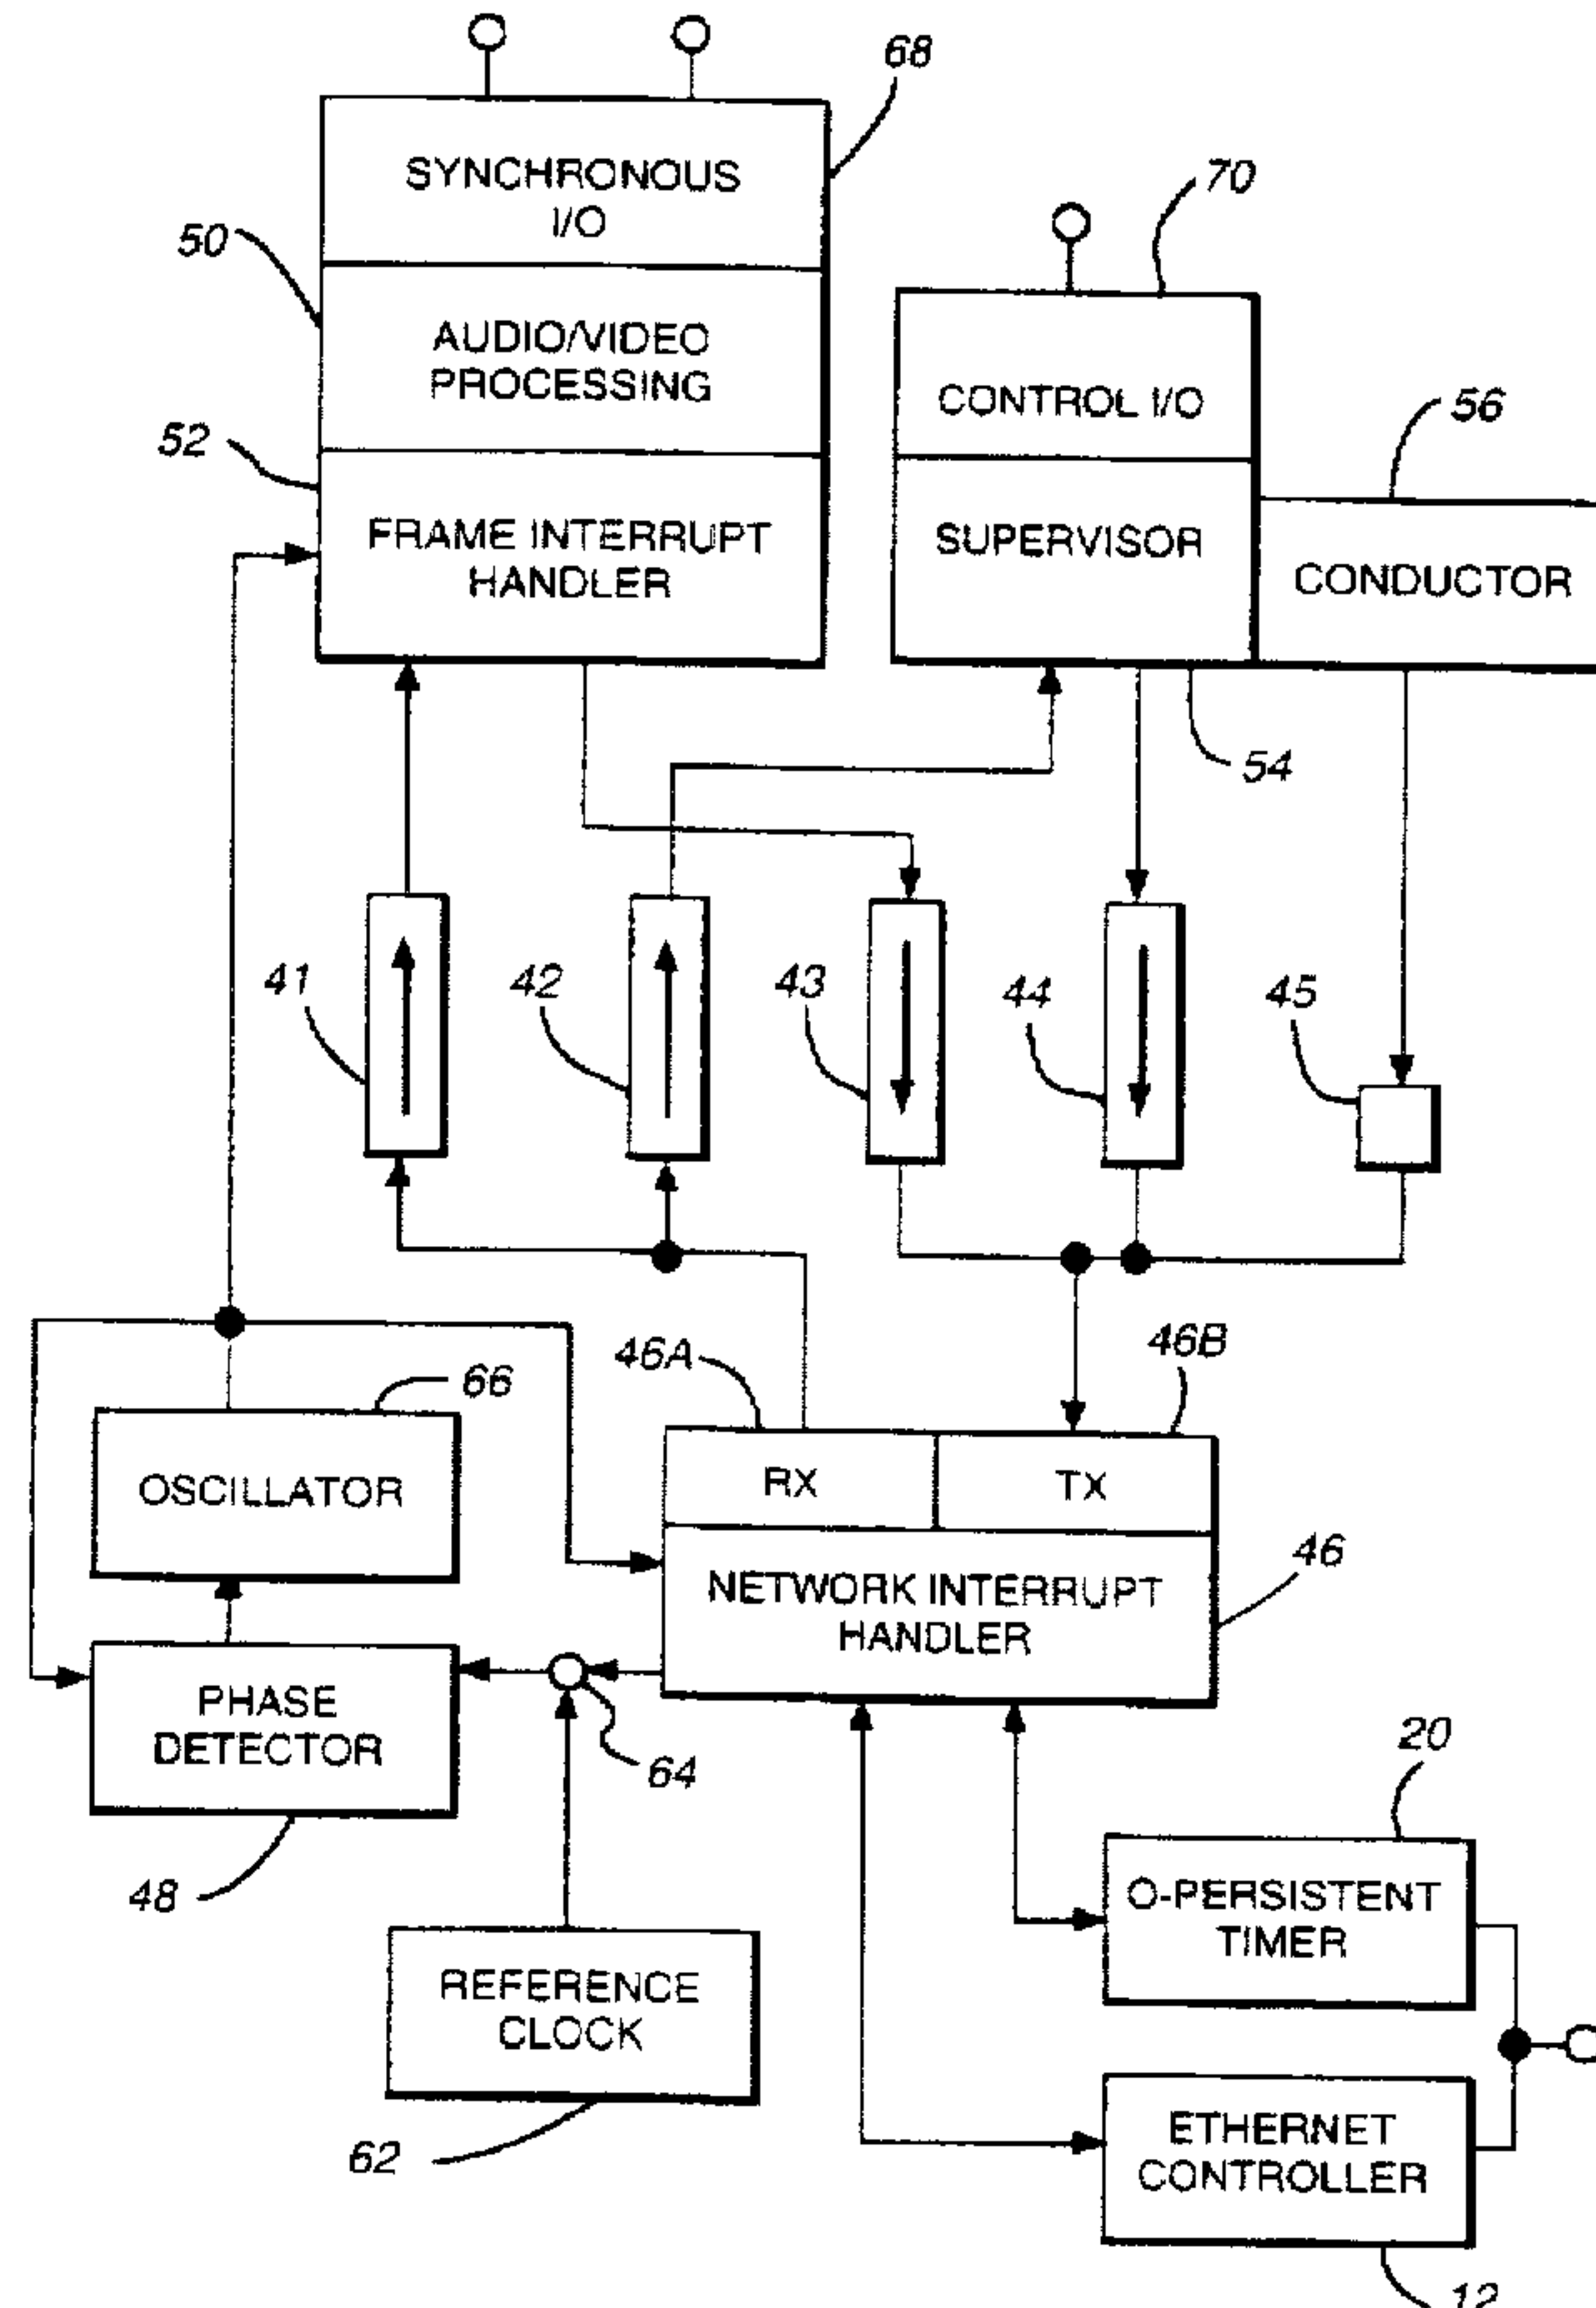 68
SYNCHRONOUS
I/O
70
50
AUDIO/VIDEO
PROCESSING
CONTROL I/O
56
52
FRAME INTERRUPT
HANDLER
SUPERVISOR
CONDUCTOR
54
41
42
43
44
45
46A
46B
66
OSCILLATOR
RX
TX
46
NETWORK INTERRUPT
HANDLER
PHASE
DETECTOR
64
20
48
O-PERSISTENT
TIMER
REFERENCE
CLOCK
ETHERNET
CONTROLLER
62
12